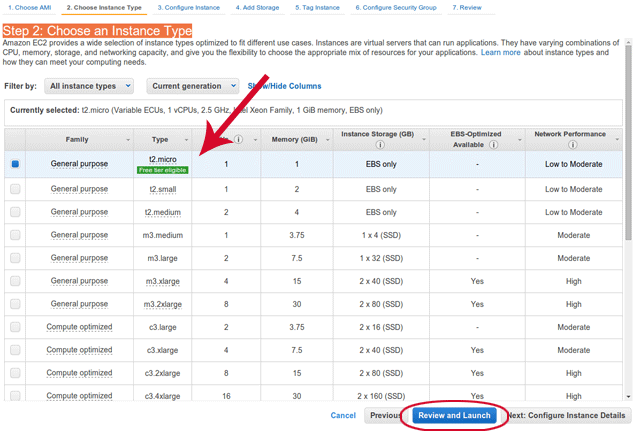 1. Choose AMI 2. Choose Instance Type 3. Configure Instance 4. Add Storage 5. Tag Instance 6. Configure Security Group 7. Review
Step 2: Choose an Instance Type
Amazon EC2 provides a wide selection of instance types optimized to fit different use cases. Instances are virtual servers that can run applications. They have varying combinations of
CPU, memory, storage, and networking capacity, and give you the flexibility to choose the appropriate mix of resources for your applications. Learn more about instance types and
how they can meet your computing needs.
Filter by: All instance types Current generation Show/Hide Columns
Currently selected: t2.micro (Variable ECUs, 1 vCPUs, 2.5 GHz, Xeon Family, 1 GiB memory, EBS only)
Family Type Memory (GiB) Instance Storage (GB) EBS-Optimized Available Network Performance
General purpose t2.micro Free tier eligible 1 1 EBS only - Low to Moderate
General purpose t2.small 1 2 EBS only - Low to Moderate
General purpose t2.medium 2 4 EBS only - Low to Moderate
General purpose m3.medium 1 3.75 1 x 4 (SSD) - Moderate
General purpose m3.large 2 7.5 1 x 32 (SSD) - Moderate
General purpose m3.xlarge 4 15 2 x 40 (SSD) Yes High
General purpose m3.2xlarge 8 30 2 x 80 (SSD) Yes High
Compute optimized c3.large 2 3.75 2 x 16 (SSD) - Moderate
Compute optimized c3.xlarge 4 7.5 2 x 40 (SSD) Yes Moderate
Compute optimized c3.2xlarge 8 15 2 x 80 (SSD) Yes High
Compute optimized c3.4xlarge 16 30 2 x 160 (SSD) Yes High
Cancel Previous Review and Launch Next: Configure Instance Details